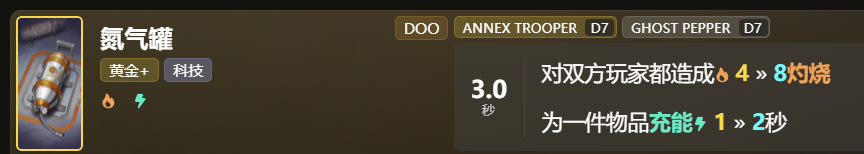 氮气罐
黄金+ 科技
DOO
ANNEX TROOPER D7 GHOST PEPPER D7
3.0
秒
对双方玩家都造成 4 » 8灼烧
为一件物品充能 1 » 2秒